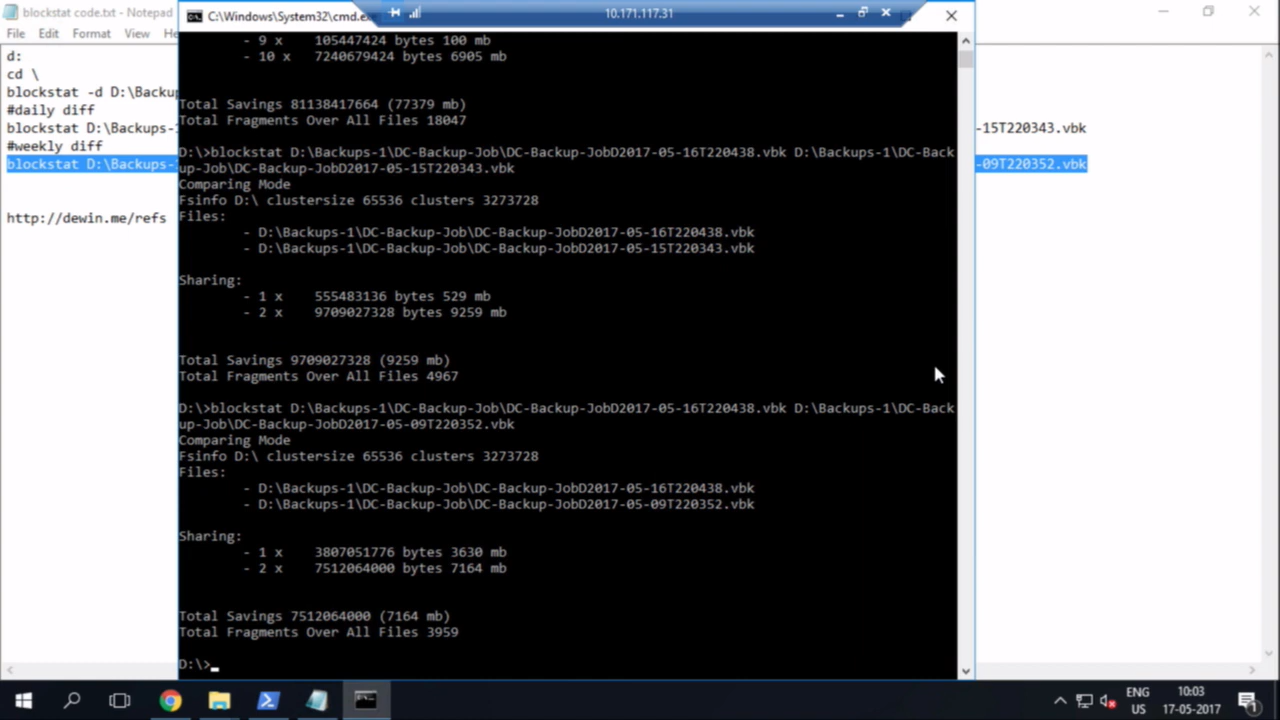 blockstat code.txt - Notepad
File Edit Format View
d:
cd \
blockstat -d D:\Backup
#daily diff
blockstat D:\Backups-1
-15T220343.vbk
#weekly diff
blockstat D:\Backups-
-09T220352.vbk
http://dewin.me/refs
C:\Windows\System32\cmd.exe
10.171.117.31
- 9 x 105447424 bytes 100 mb
- 10 x 7240679424 bytes 6905 mb
Total Savings 81138417664 (77379 mb)
Total Fragments Over All Files 18047
D:\>blockstat D:\Backups-1\DC-Backup-Job\DC-Backup-JobD2017-05-16T220438.vbk D:\Backups-1\DC-Back
up-Job\DC-Backup-JobD2017-05-15T220343.vbk
Comparing Mode
Fsinfo D:\ clustersize 65536 clusters 3273728
Files:
- D:\Backups-1\DC-Backup-Job\DC-Backup-JobD2017-05-16T220438.vbk
- D:\Backups-1\DC-Backup-Job\DC-Backup-JobD2017-05-15T220343.vbk
Sharing:
- 1 x 555483136 bytes 529 mb
- 2 x 9709027328 bytes 9259 mb
Total Savings 9709027328 (9259 mb)
Total Fragments Over All Files 4967
D:\>blockstat D:\Backups-1\DC-Backup-Job\DC-Backup-JobD2017-05-16T220438.vbk D:\Backups-1\DC-Back
up-Job\DC-Backup-JobD2017-05-09T220352.vbk
Comparing Mode
Fsinfo D:\ clustersize 65536 clusters 3273728
Files:
- D:\Backups-1\DC-Backup-Job\DC-Backup-JobD2017-05-16T220438.vbk
- D:\Backups-1\DC-Backup-Job\DC-Backup-JobD2017-05-09T220352.vbk
Sharing:
- 1 x 3807051776 bytes 3630 mb
- 2 x 7512064000 bytes 7164 mb
Total Savings 7512064000 (7164 mb)
Total Fragments Over All Files 3959
D:\>
ENG
US
10:03
17-05-2017
1